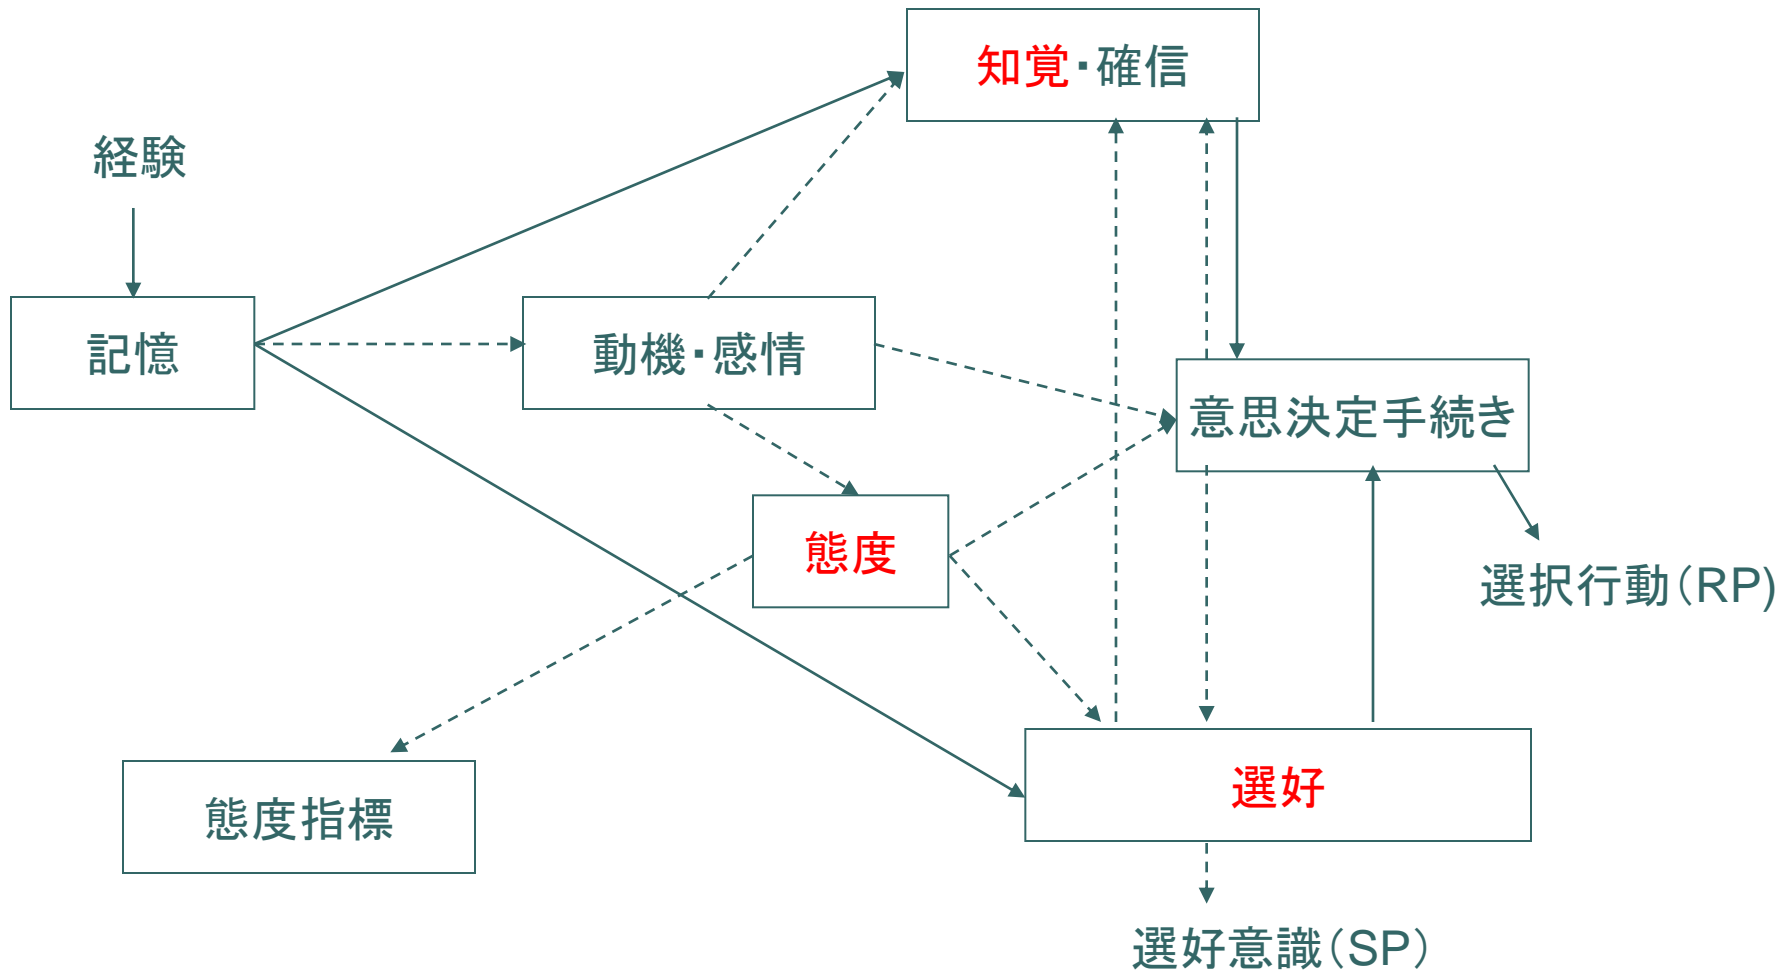 知覚・確信
経験
記憶
動機・感情
意思決定手続き
態度
選択行動（RP)
選好
態度指標
選好意識（SP）